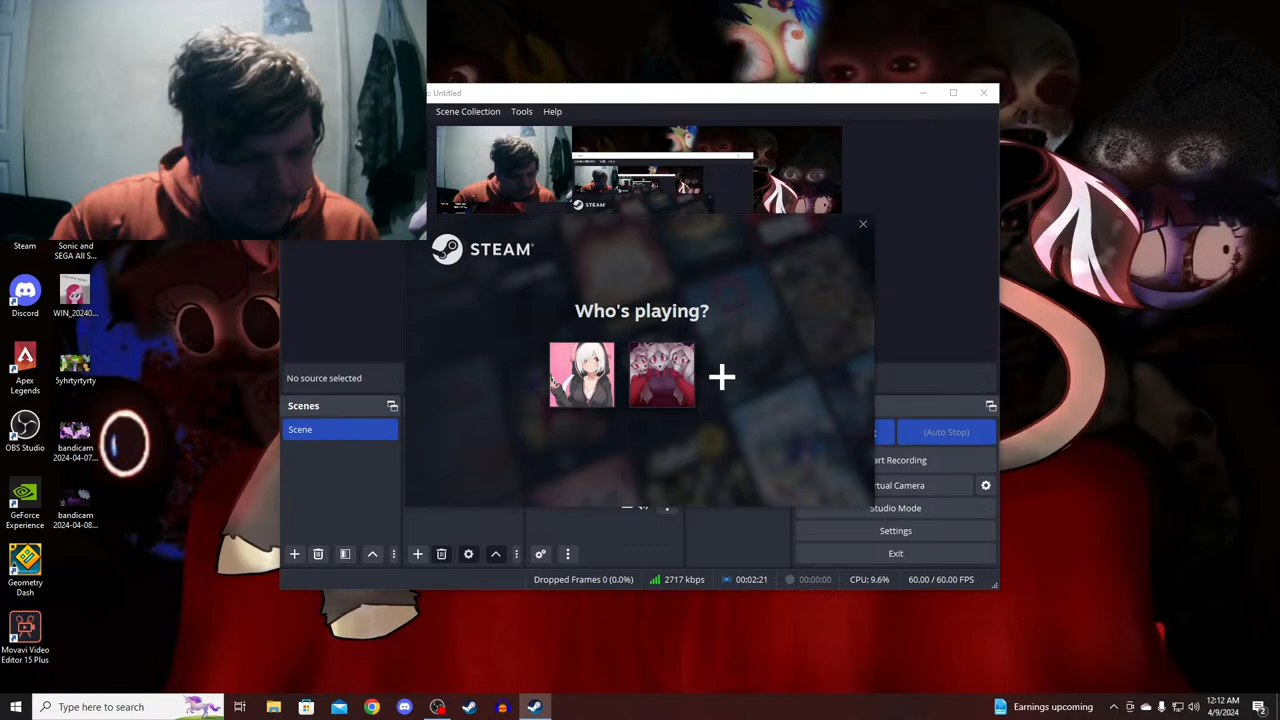 : Untitled
Scene Collection Tools Help
STEAM
STEAM
Who's playing?
Steam
Sonic and
SEGA All S...
Discord
WIN_20240...
Apex
Legends
5yhrtyrtyrty
OBS Studio
bandicam
2024-04-07...
GeForce
Experience
bandicam
2024-04-08...
Geometry
Dash
Movavi Video
Editor 15 Plus
No source selected
Scenes
Scene
(Auto Stop)
art Recording
rtual Camera
Studio Mode
Settings
Exit
Dropped Frames 0 (0.0%) 2717 kbps 00:02:21 00:00:00 CPU: 9.6% 60.00 / 60.00 FPS
Type here to search
Earnings upcoming
12:12 AM
4/9/2024
2